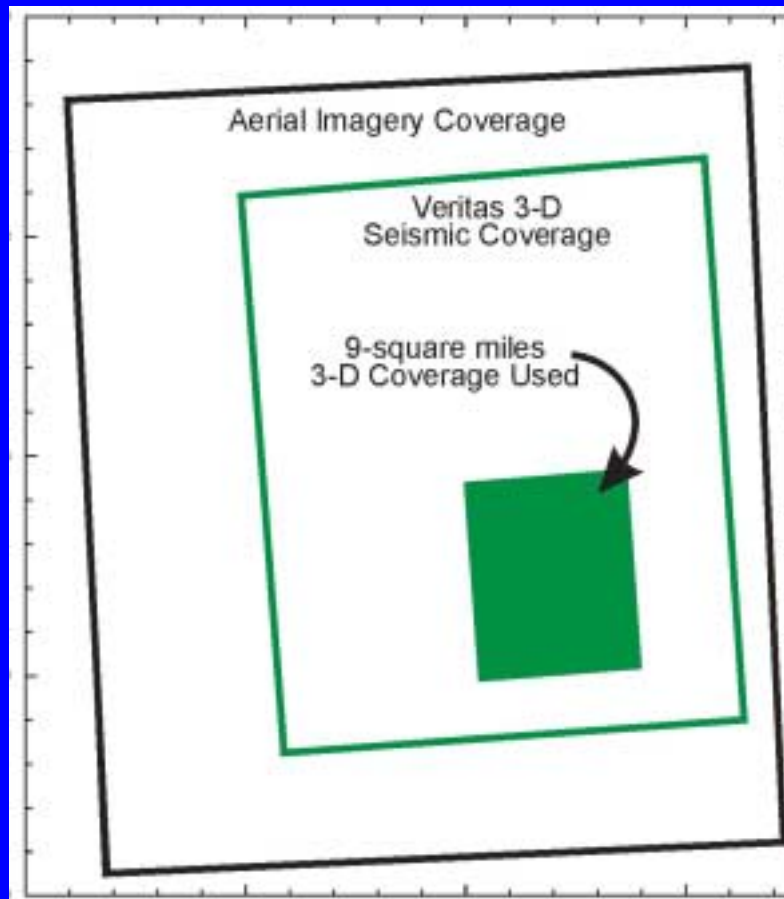 Aerial Imagery Coverage
Veritas 3-D
Seismic Coverage
9-square miles
3-D Coverage Used